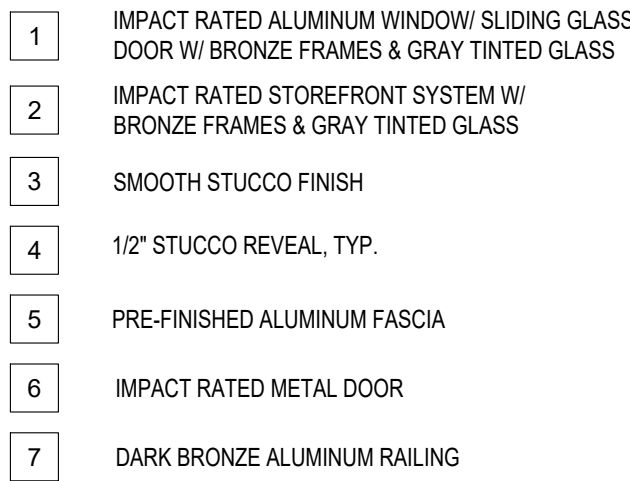 1 IMPACT RATED ALUMINUM WINDOW/ SLIDING GLASS
DOOR W/ BRONZE FRAMES & GRAY TINTED GLASS
2 IMPACT RATED STOREFRONT SYSTEM W/
BRONZE FRAMES & GRAY TINTED GLASS
3 SMOOTH STUCCO FINISH
4 1/2" STUCCO REVEAL, TYP.
5 PRE-FINISHED ALUMINUM FASCIA
6 IMPACT RATED METAL DOOR
7 DARK BRONZE ALUMINUM RAILING